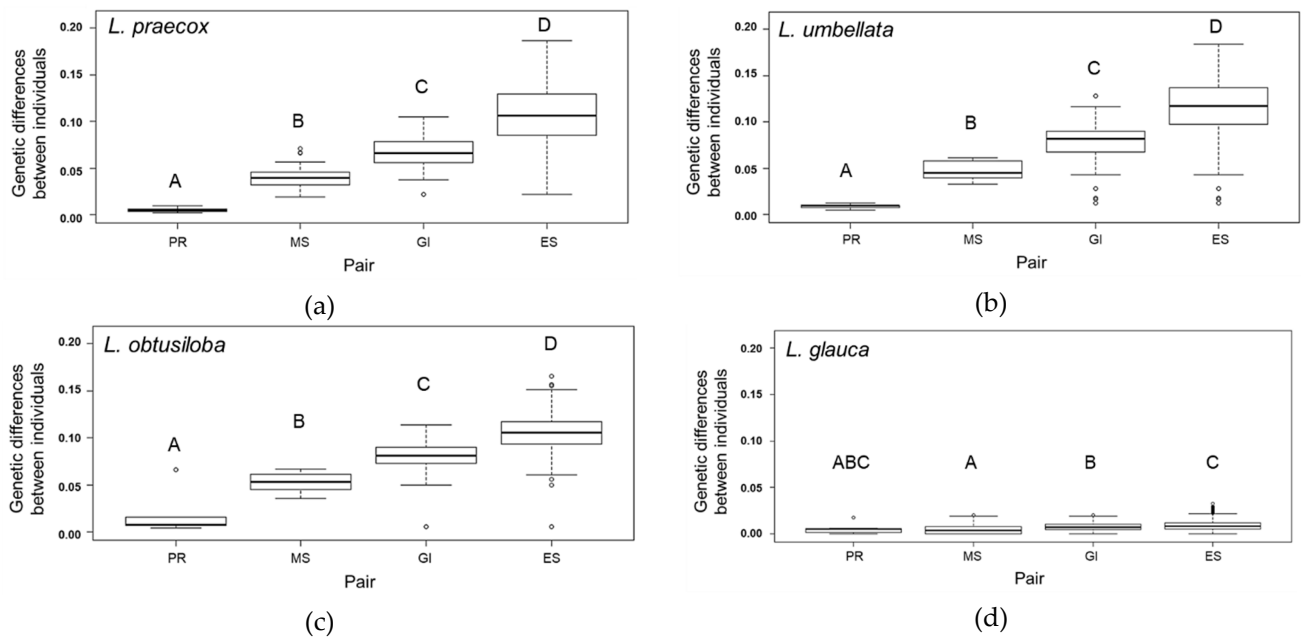 L. praecox
Genetic differences
between individuals
0.20
0.15
0.10
0.05
0.00
A
B
C
D
PR
MS
GI
ES
Pair
(a)
L. umbellata
Genetic differences
between individuals
0.20
0.15
0.10
0.05
0.00
A
B
C
D
PR
MS
GI
ES
Pair
(b)
L. obtusiloba
Genetic differences
between individuals
0.20
0.15
0.10
0.05
0.00
A
B
C
D
PR
MS
GI
ES
Pair
(c)
L. glauca
Genetic differences
between individuals
0.20
0.15
0.10
0.05
0.00
ABC
A
B
C
PR
MS
GI
ES
Pair
(d)